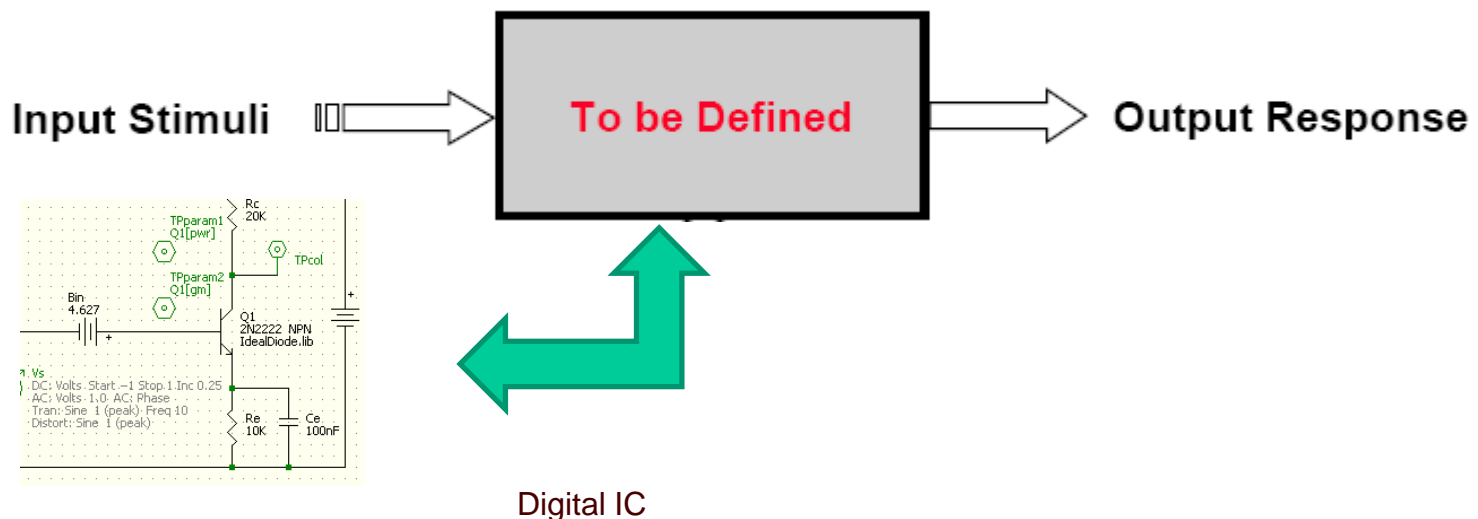 Input Stimuli
To be Defined
Output Response
Rc
20K
TPparam1
Q1[pwr]
TPcol
TPparam2
Q1[gm]
Bin
4.627
+
+
Q1
2N2222 NPN
IdealDiode.lib
Vs
DC: Volts Start -1 Stop 1 Inc 0.25
AC: Volts 1.0 AC: Phase
Tran: Sine 1 (peak) Freq 10
Distort: Sine 1 (peak)
Re
10K
Ce
100nF
Digital IC